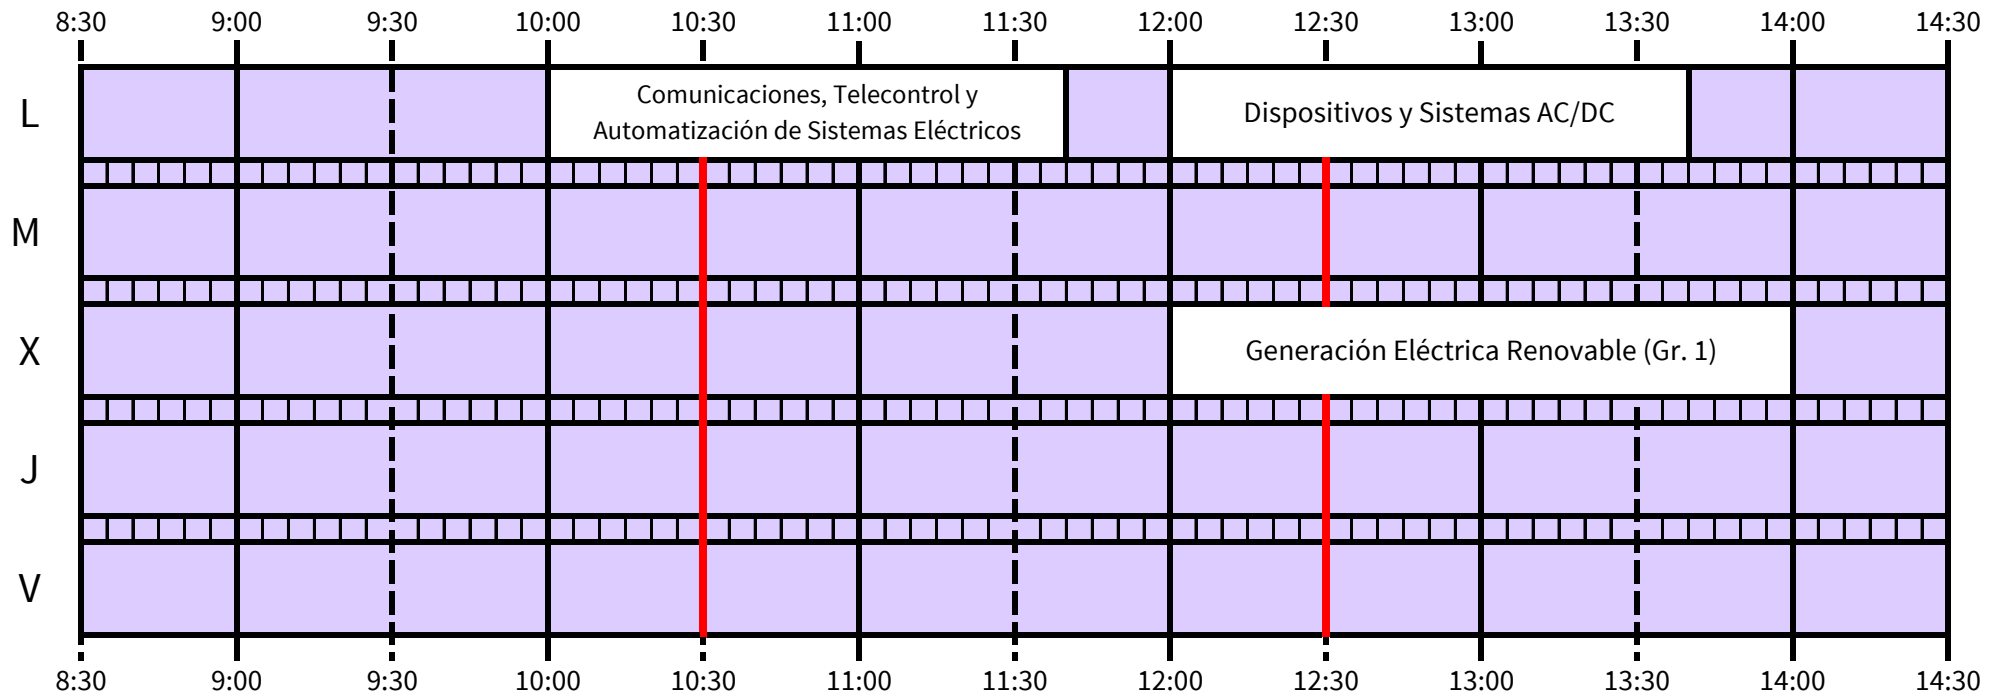 8:30 9:00 9:30 10:00 10:30 11:00 11:30 12:00 12:30 13:00 13:30 14:00 14:30
L
Comunicaciones, Telecontrol y
Automatización de Sistemas Eléctricos
Dispositivos y Sistemas AC/DC
M
X
Generación Eléctrica Renovable (Gr. 1)
J
V
8:30 9:00 9:30 10:00 10:30 11:00 11:30 12:00 12:30 13:00 13:30 14:00 14:30